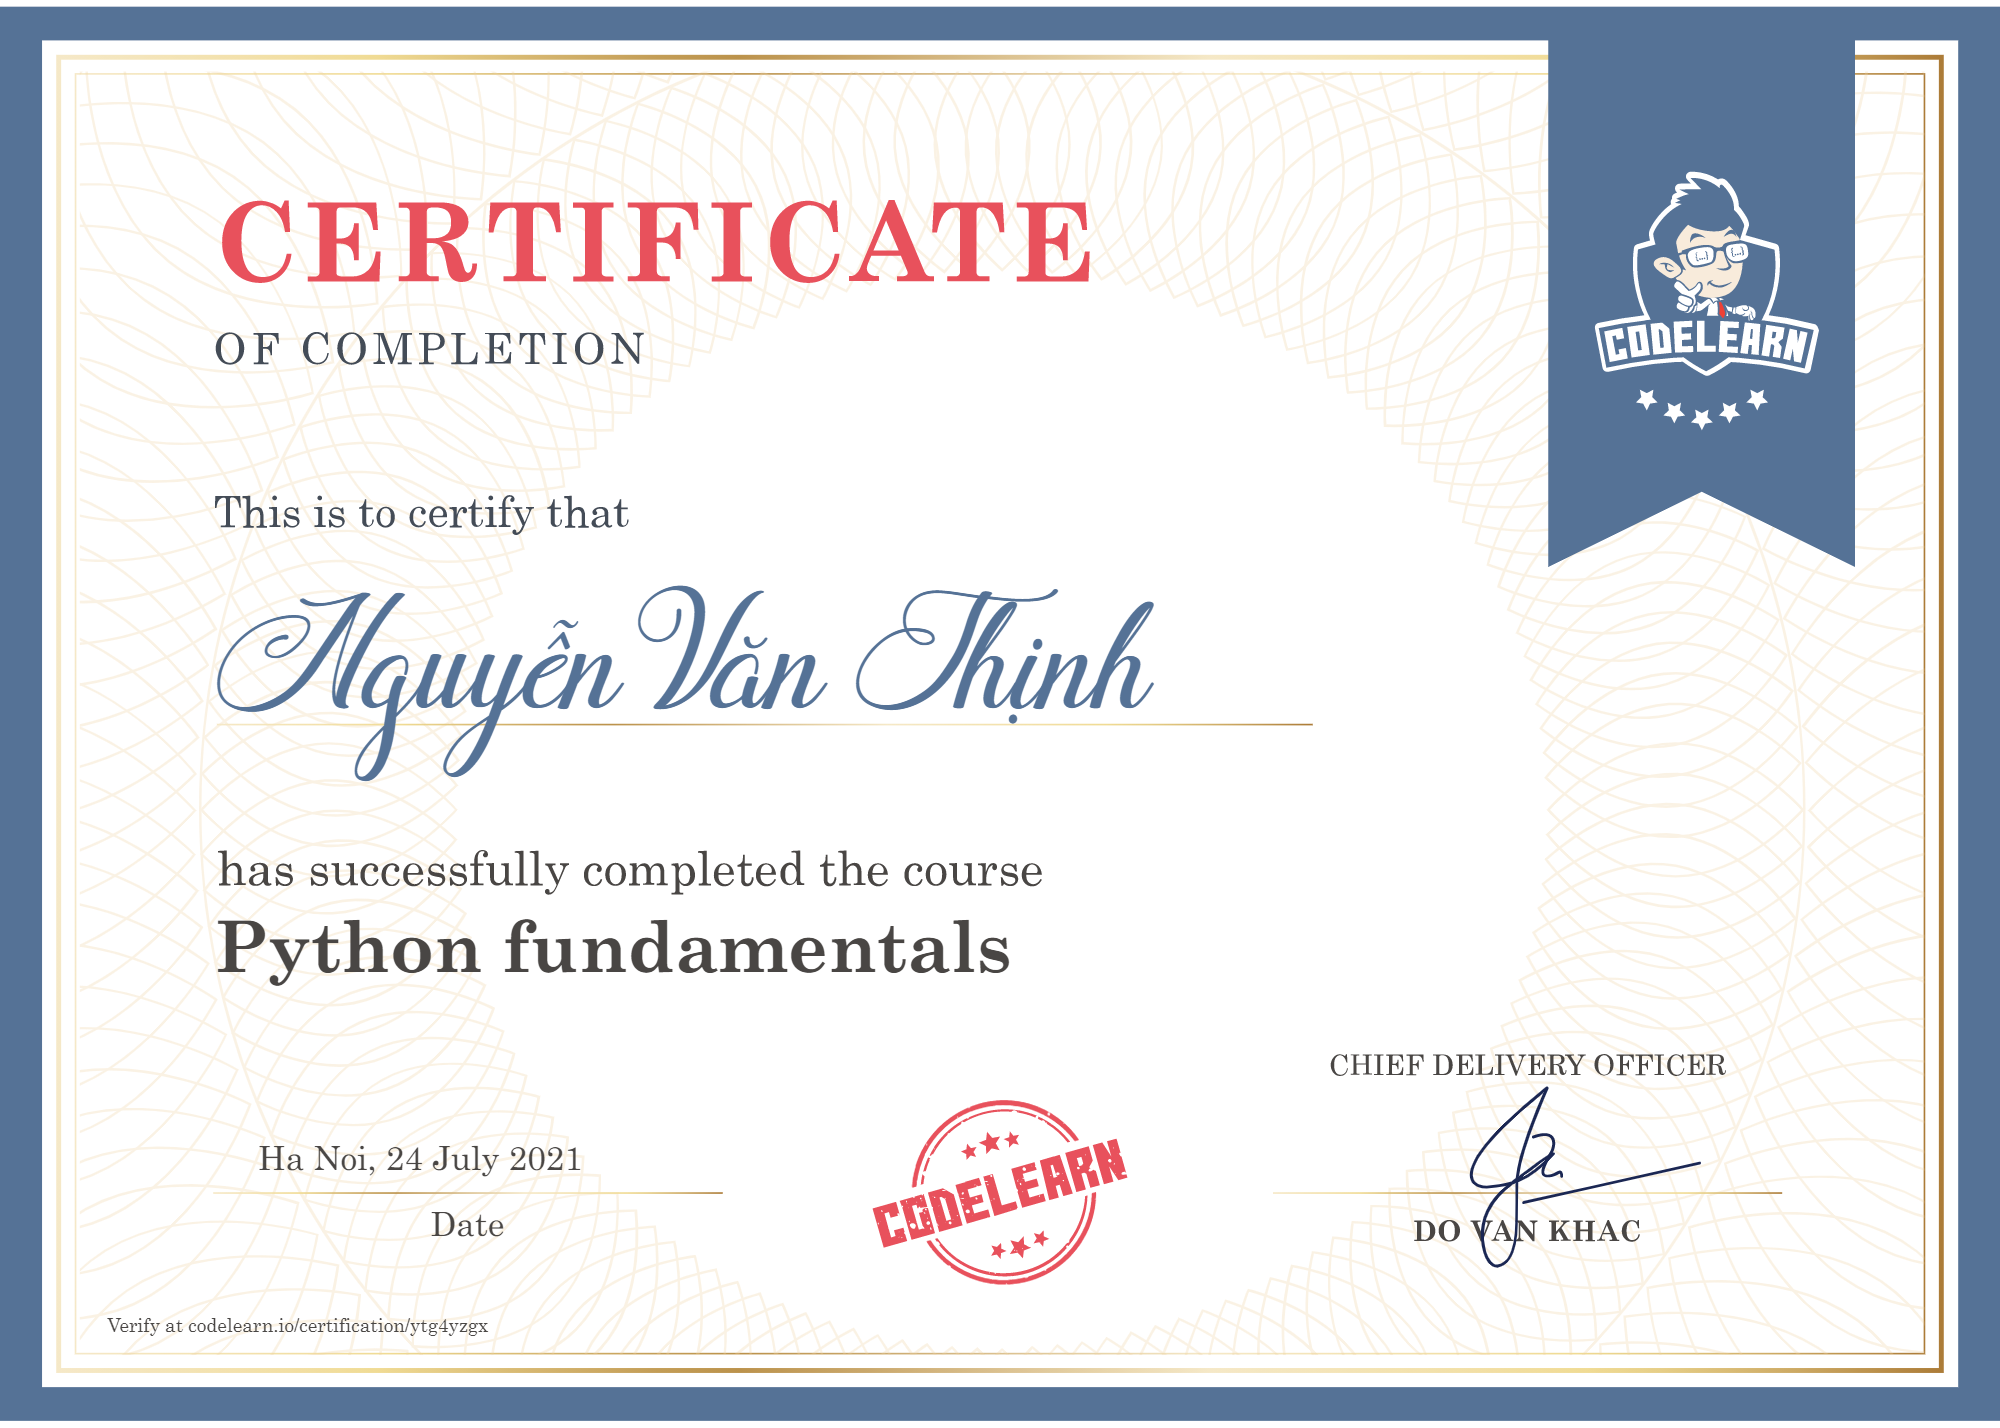 CERTIFICATE
OF COMPLETION
CODELEARN
This is to certify that
Nguyễn Văn Thịnh
has successfully completed the course
Python fundamentals
CHIEF DELIVERY OFFICER
Ha Noi, 24 July 2021
CODELEARN
Date
DO VAN KHAC
Verify at codelearn.io/certification/ytg4yzgx